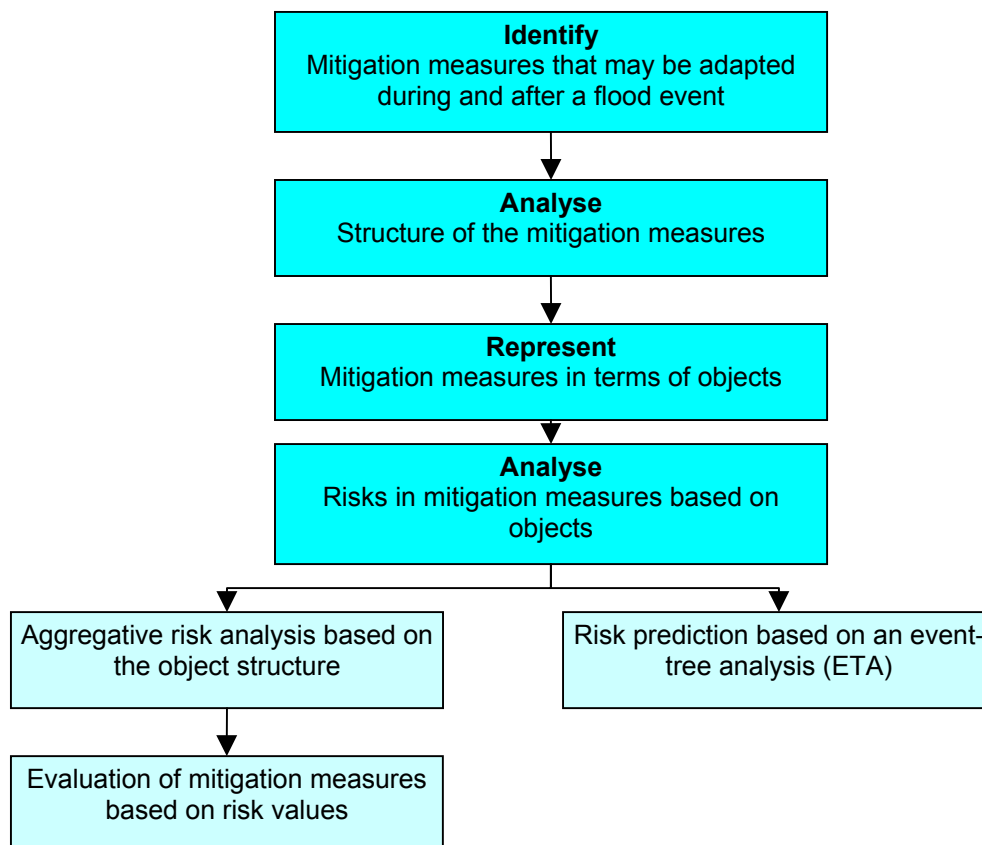 Identify
Mitigation measures that may be adapted
during and after a flood event
Analyse
Structure of the mitigation measures
Represent
Mitigation measures in terms of objects
Analyse
Risks in mitigation measures based on
objects
Aggregative risk analysis based on
the object structure
Risk prediction based on an event-
tree analysis (ETA)
Evaluation of mitigation measures
based on risk values